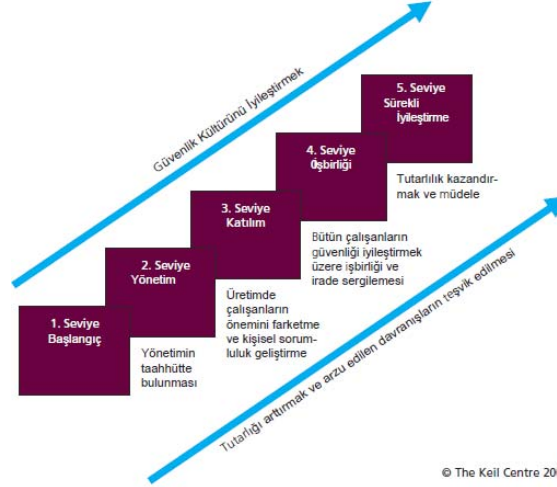 Güvenlik Kültürünü İyileştirmek
5. Seviye
Sürekli
İyileştirme
4. Seviye
İşbirliği
Tutarlılık kazandır-
mak ve müdele
3. Seviye
Katılım
Bütün çalışanların
güvenliği iyileştirmek
üzere işbirliği ve
irade sergilemesi
2. Seviye
Yönetim
Üretimde
çalışanların
önemini farketme
ve kişisel sorum-
luluk geliştirme
1. Seviye
Başlangıç
Yönetimin
taahhütte
bulunması
Tutarlığı arttırmak ve arzu edilen davranışların teşvik edilmesi
© The Keil Centre